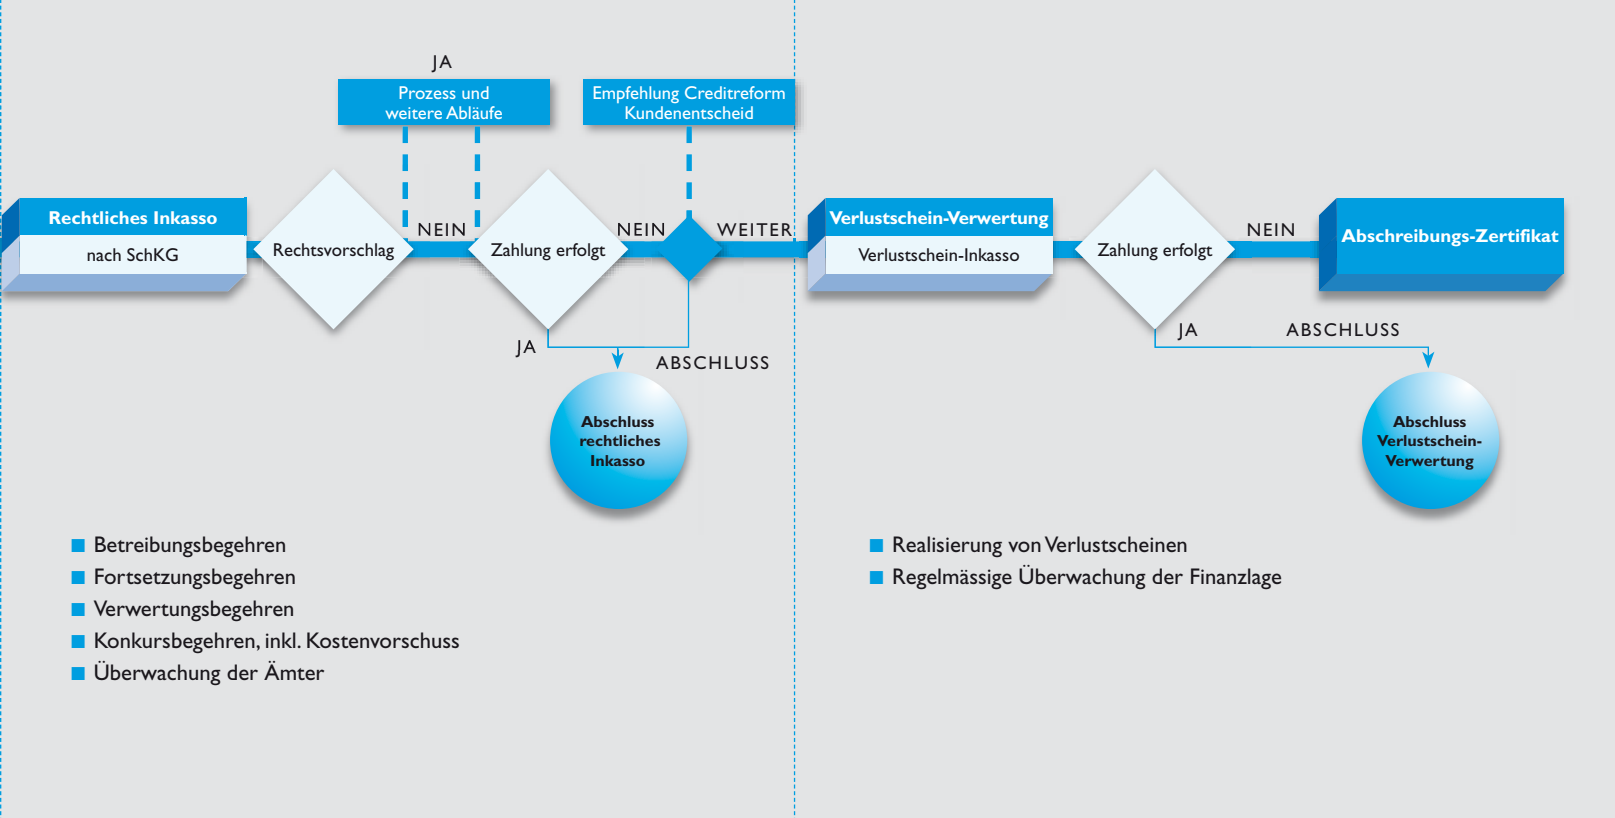 JA
Prozess und
weitere Abläufe
Empfehlung Creditreform
Kundenentscheid
Rechtliches Inkasso
nach SchKG
Rechtsvorschlag
NEIN
Zahlung erfolgt
NEIN
WEITER
JA
ABSCHLUSS
Abschluss
rechtliches
Inkasso
Betreibungsbegehren
Fortsetzungsbegehren
Verwertungsbegehren
Konkursbegehren, inkl. Kostenvorschuss
Überwachung der Ämter
Verlustschein-Verwertung
Verlustschein-Inkasso
Zahlung erfolgt
NEIN
Abschreibungs-Zertifikat
JA
ABSCHLUSS
Abschluss
Verlustschein-
Verwertung
Realisierung von Verlustscheinen
Regelmässige Überwachung der Finanzlage